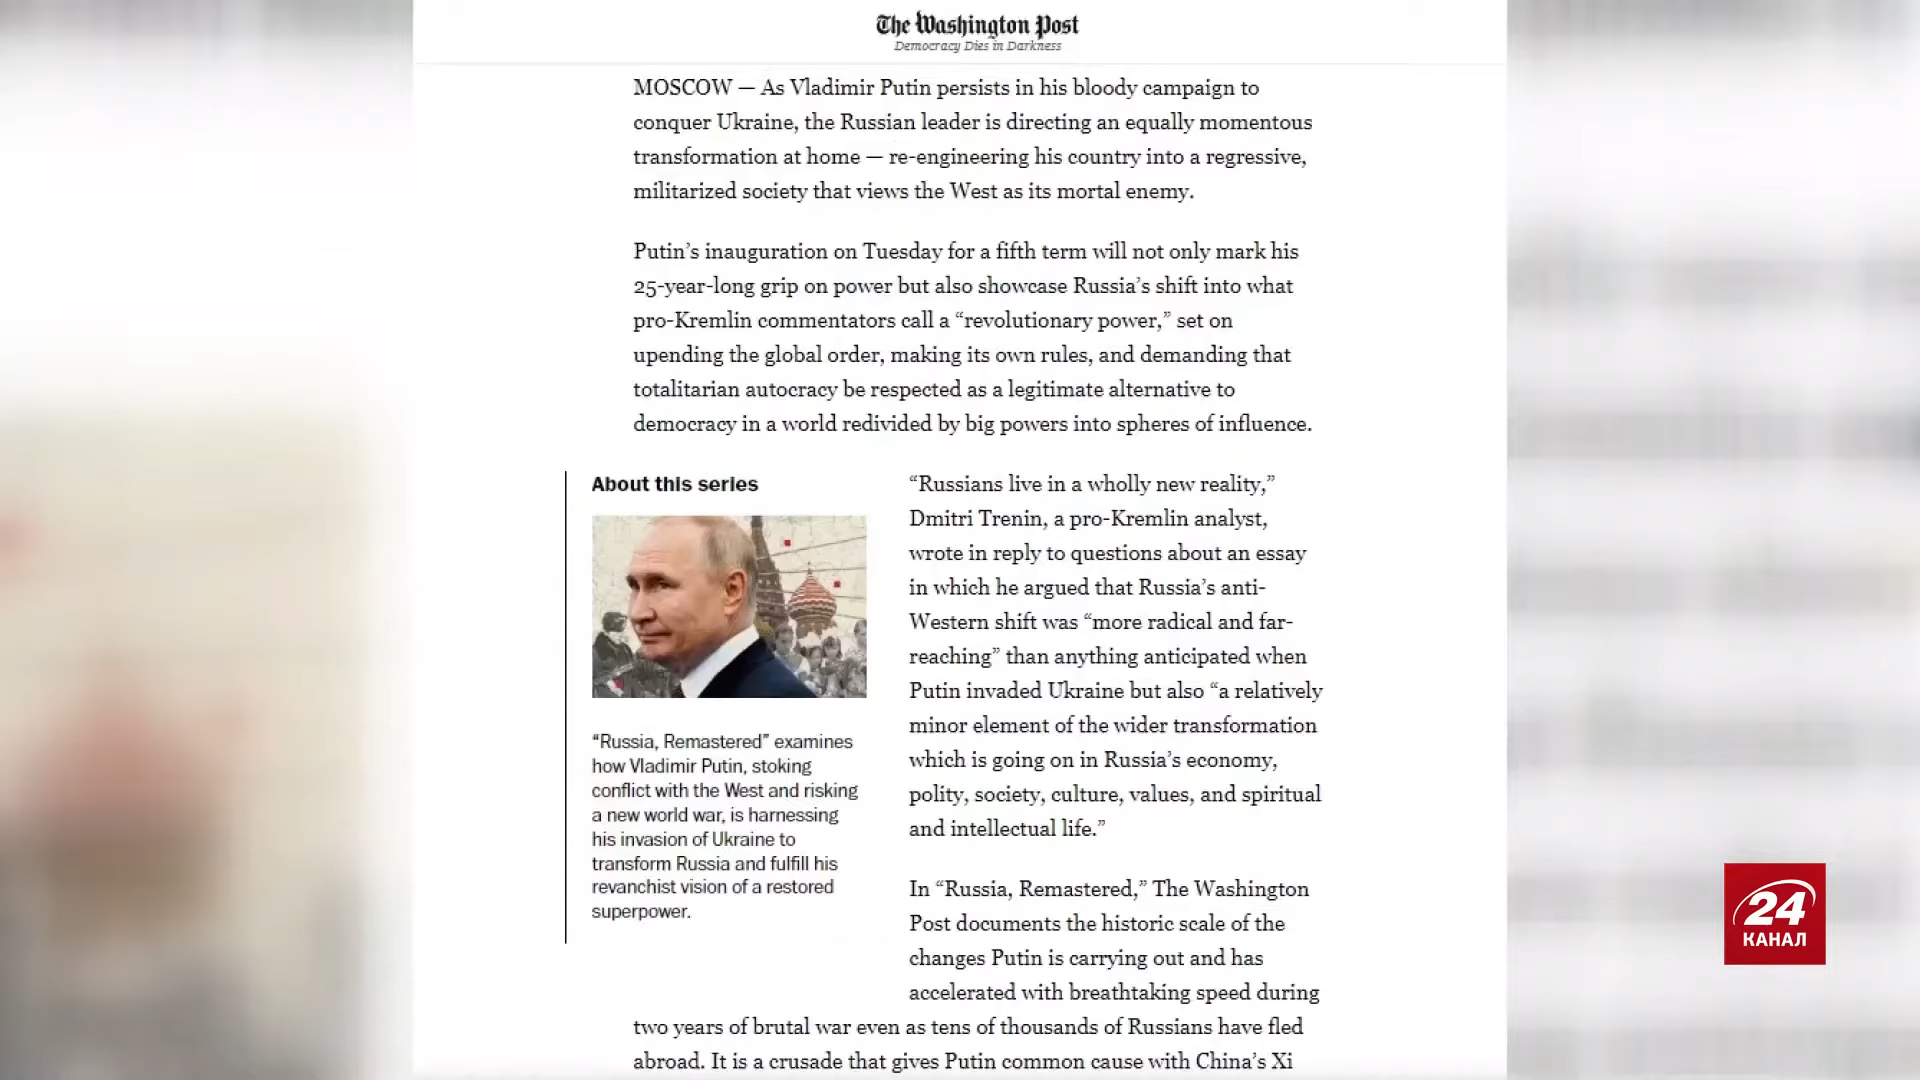 The Washington Post
Democracy Dies in Darkness
MOSCOW — As Vladimir Putin persists in his bloody campaign to
conquer Ukraine, the Russian leader is directing an equally momentous
transformation at home — re-engineering his country into a regressive,
militarized society that views the West as its mortal enemy.
Putin’s inauguration on Tuesday for a fifth term will not only mark his
25-year-long grip on power but also showcase Russia’s shift into what
pro-Kremlin commentators call a “revolutionary power,” set on
upending the global order, making its own rules, and demanding that
totalitarian autocracy be respected as a legitimate alternative to
democracy in a world redivided by big powers into spheres of influence.
About this series
“Russia, Remastered” examines
how Vladimir Putin, stoking
conflict with the West and risking
a new world war, is harnessing
his invasion of Ukraine to
transform Russia and fulfill his
revanchist vision of a restored
superpower.
“Russians live in a wholly new reality,”
Dmitri Trenin, a pro-Kremlin analyst,
wrote in reply to questions about an essay
in which he argued that Russia’s anti-
Western shift was “more radical and far-
reaching” than anything anticipated when
Putin invaded Ukraine but also “a relatively
minor element of the wider transformation
which is going on in Russia’s economy,
polity, society, culture, values, and spiritual
and intellectual life.”
In “Russia, Remastered,” The Washington
Post documents the historic scale of the
changes Putin is carrying out and has
accelerated with breathtaking speed during
two years of brutal war even as tens of thousands of Russians have fled
abroad. It is a crusade that gives Putin common cause with China’s Xi
24
КАНАЛ